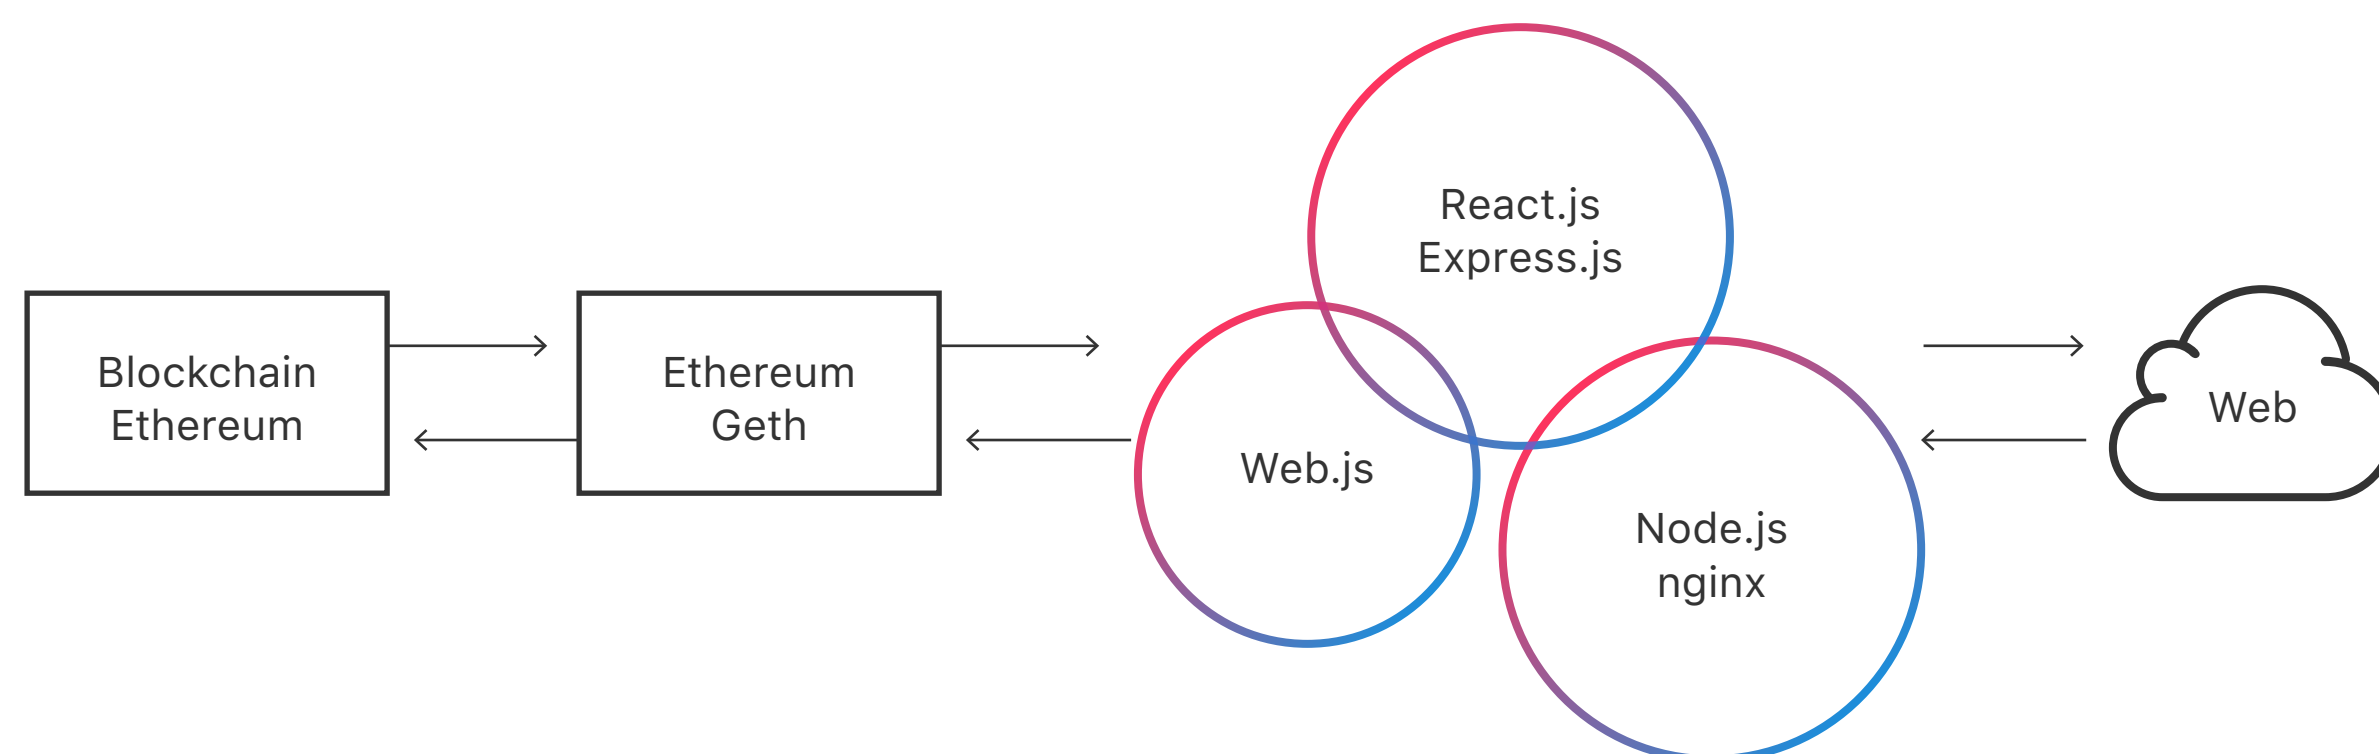 Blockchain
Ethereum
Ethereum
Geth
React.js
Express.js
Web.js
Node.js
nginx
Web